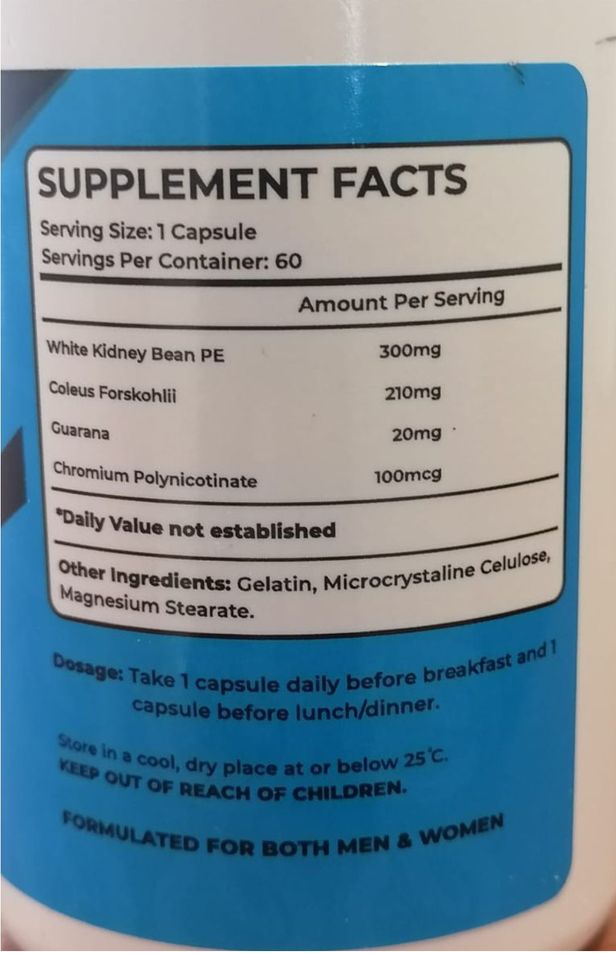 SUPPLEMENT FACTS
Serving Size: 1 Capsule
Servings Per Container: 60
Amount Per Serving
White Kidney Bean PE 300mg
Coleus Forskohlii 210mg
Guarana 20mg
Chromium Polynicotinate 100mcg
*Daily Value not established
Other Ingredients: Gelatin, Microcrystaline Celulose,
Magnesium Stearate.
Dosage: Take 1 capsule daily before breakfast and 1
capsule before lunch/dinner.
Store in a cool, dry place at or below 25°C.
KEEP OUT OF REACH OF CHILDREN.
FORMULATED FOR BOTH MEN & WOMEN